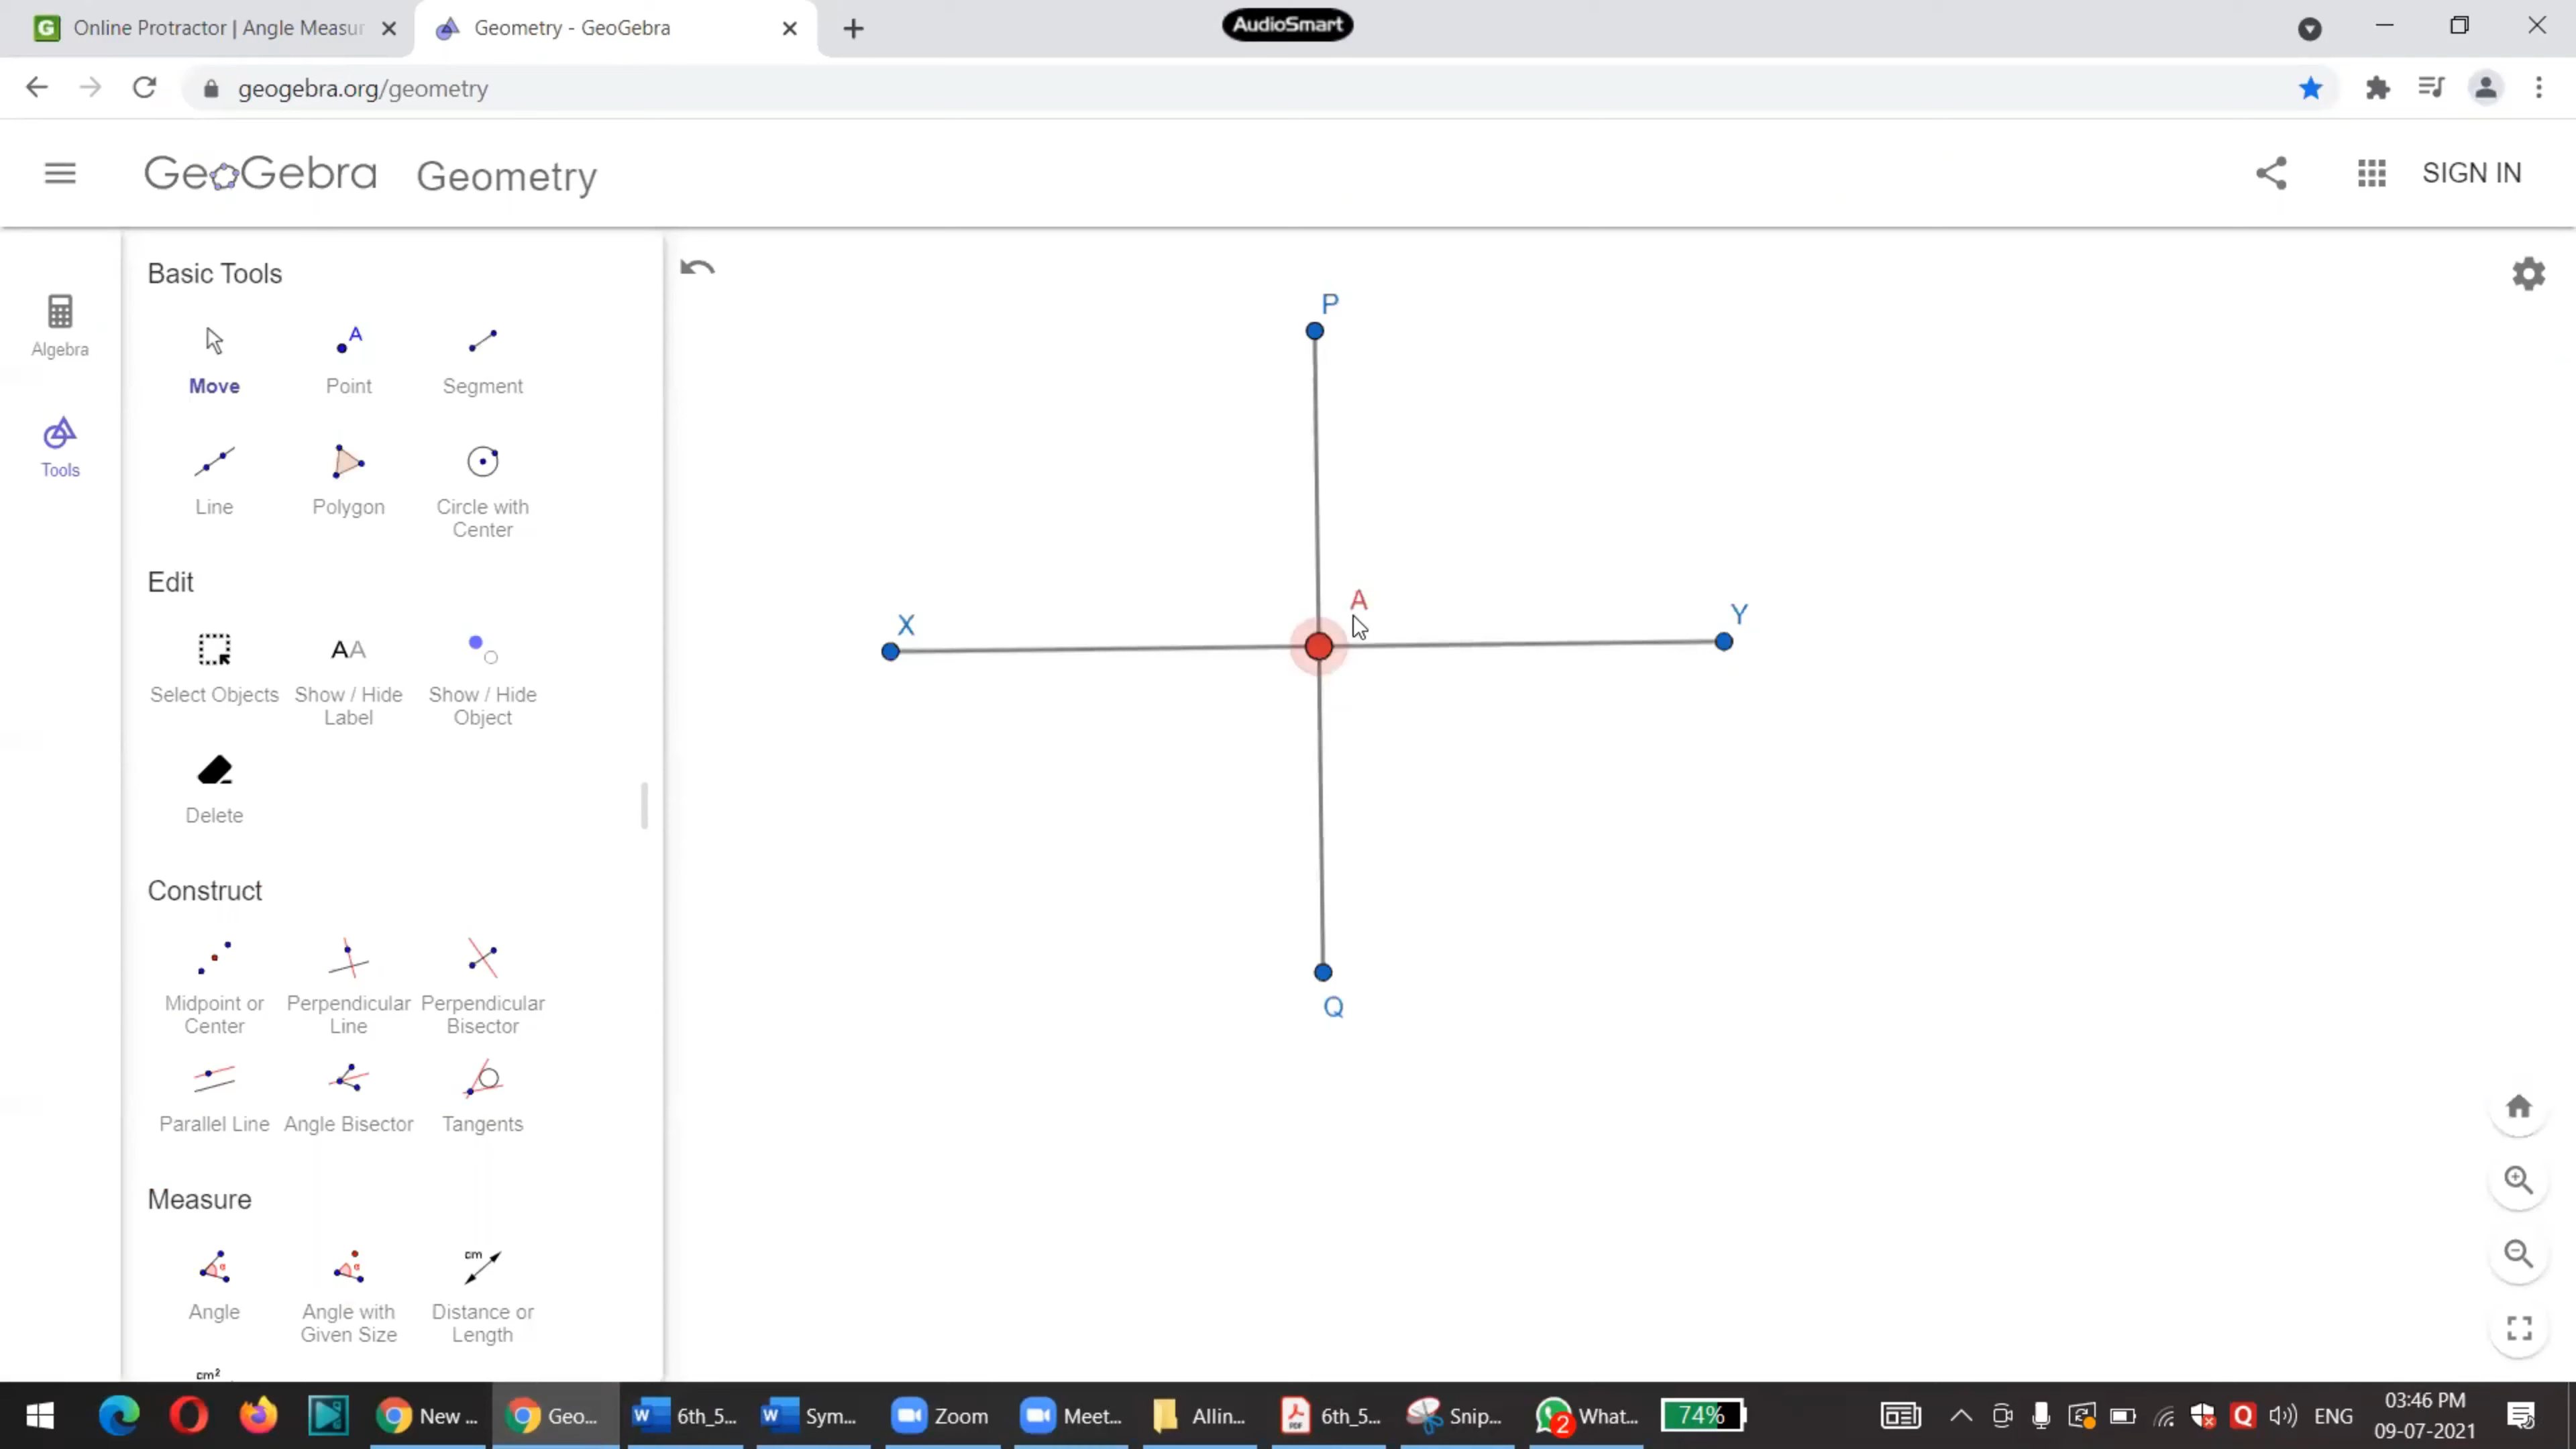 Online Protractor | Angle Measur
Geometry - GeoGebra
AudioSmart
geogebra.org/geometry
GeoGebra Geometry
SIGN IN
Basic Tools
Algebra
Move
A
Point
Segment
Tools
Line
Polygon
Circle with
Center
Edit
Select Objects
AA
Show / Hide
Label
Show / Hide
Object
Delete
Construct
Midpoint or
Center
Perpendicular
Line
Perpendicular
Bisector
Parallel Line
Angle Bisector
Tangents
Measure
α
Angle
α
Angle with
Given Size
cm
Distance or
Length
cm²
P
A
X
Y
Q
New ...
Geo...
6th_5...
Sym...
Zoom
Meet...
Allin...
6th_5...
Snip...
2
What...
74%
ENG
03:46 PM
09-07-2021